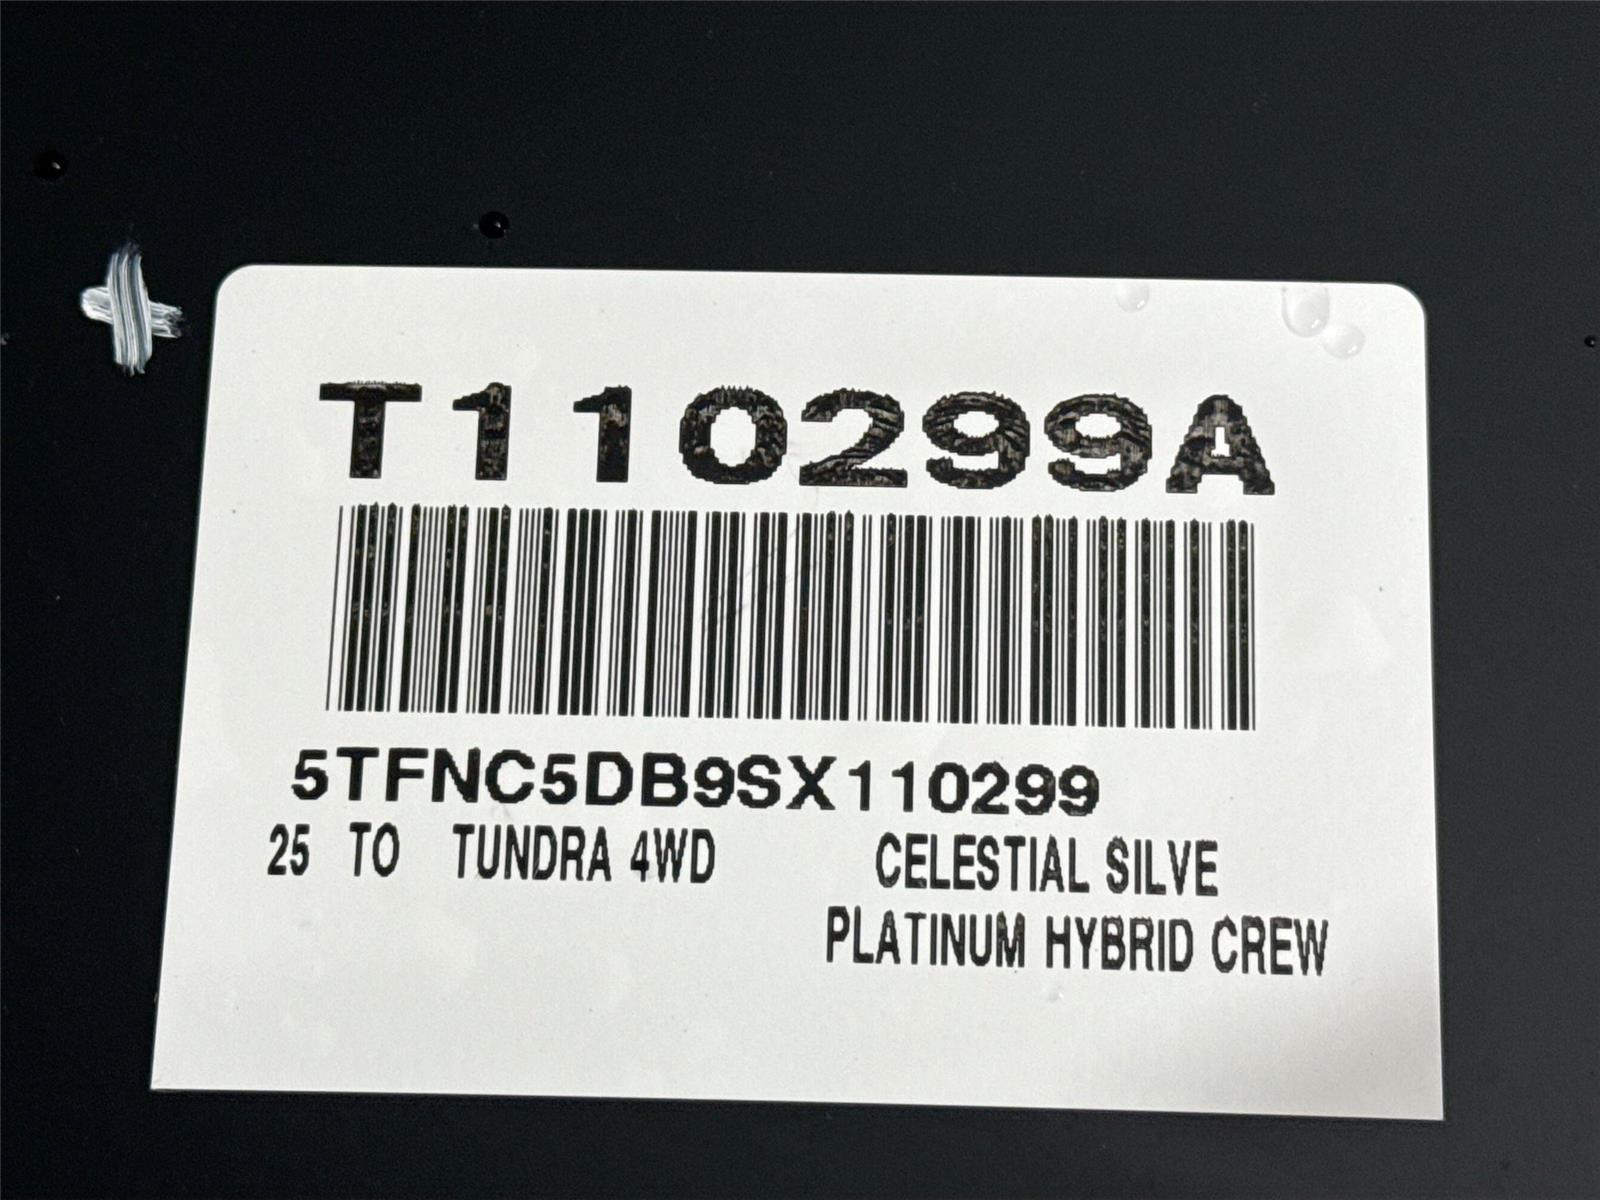 T110299A
5TFNC5DB9SX110299
25 TO TUNDRA 4WD CELESTIAL SILVE
PLATINUM HYBRID CREW